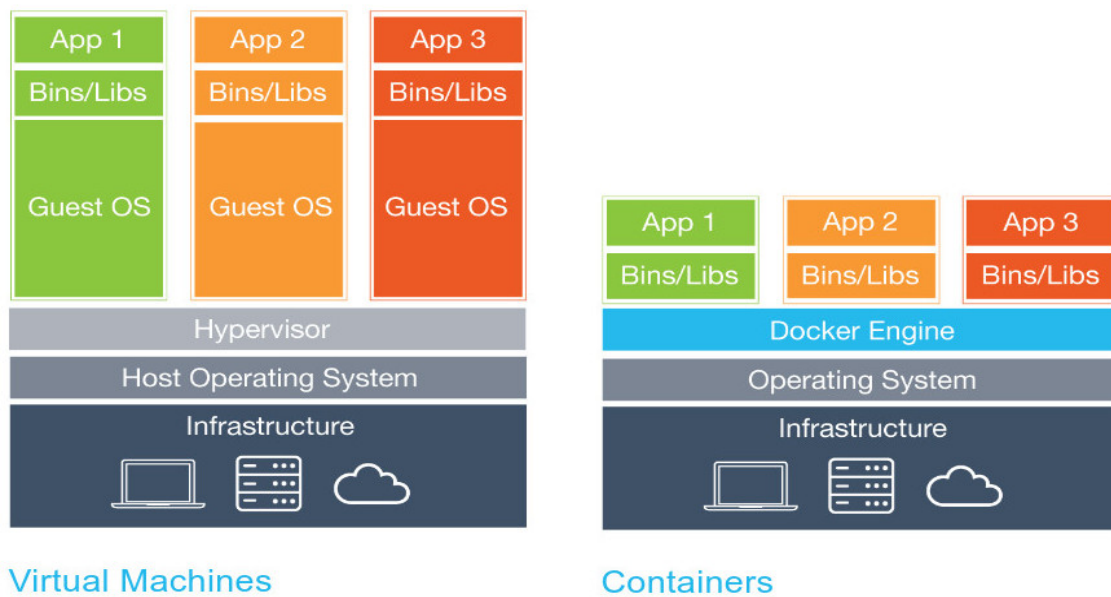 App 1
App 2
App 3
Bins/Libs
Bins/Libs
Bins/Libs
Guest OS
Guest OS
Guest OS
Hypervisor
Host Operating System
Infrastructure
Virtual Machines
App 1
App 2
App 3
Bins/Libs
Bins/Libs
Bins/Libs
Docker Engine
Operating System
Infrastructure
Containers